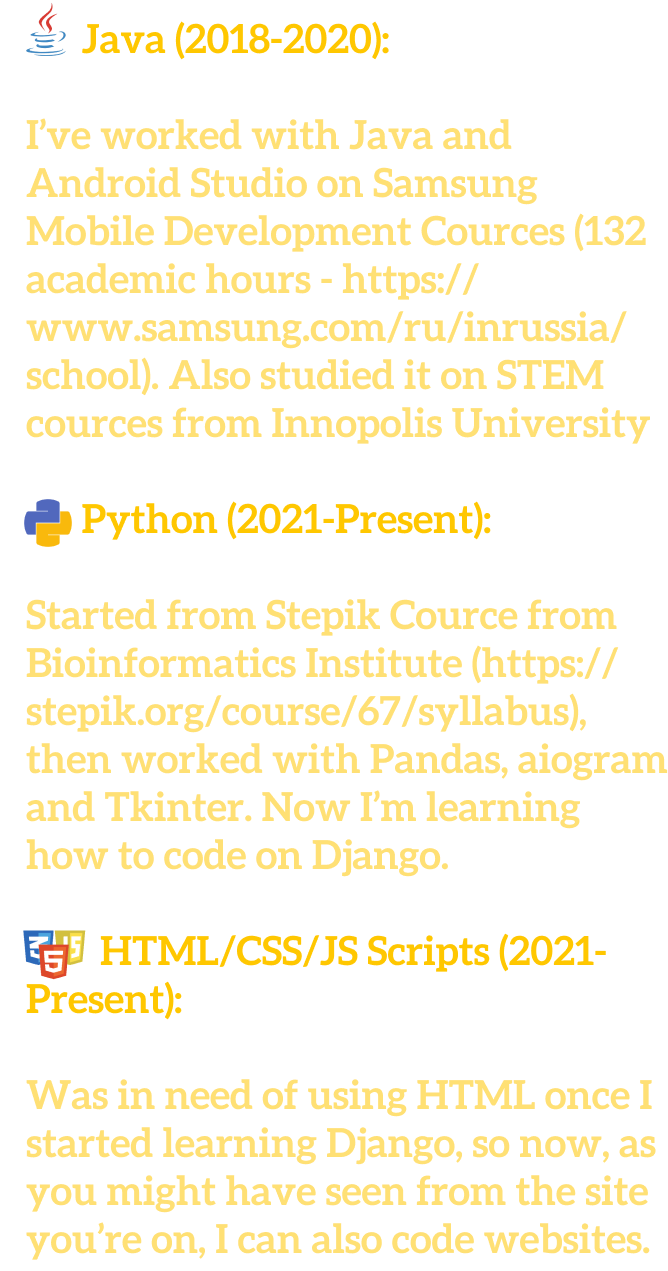 Java (2018-2020):
I’ve worked with Java and
Android Studio on Samsung
Mobile Development Cources (132
academic hours - https://
www.samsung.com/ru/inrussia/
school). Also studied it on STEM
cources from Innopolis University
Python (2021-Present):
Started from Stepik Cource from
Bioinformatics Institute (https://
stepik.org/course/67/syllabus),
then worked with Pandas, aiogram
and Tkinter. Now I’m learning
how to code on Django.
3 5 JS HTML/CSS/JS Scripts (2021-
Present):
Was in need of using HTML once I
started learning Django, so now, as
you might have seen from the site
you’re on, I can also code websites.